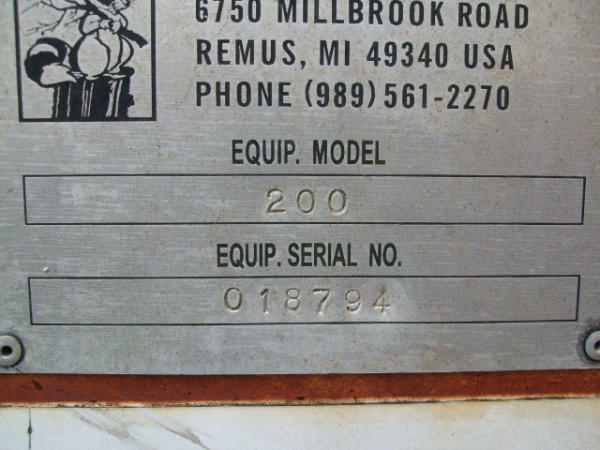 6750 MILLBROOK ROAD
REMUS, MI 49340 USA
PHONE (989) 561-2270
EQUIP. MODEL
200
EQUIP. SERIAL NO.
018794